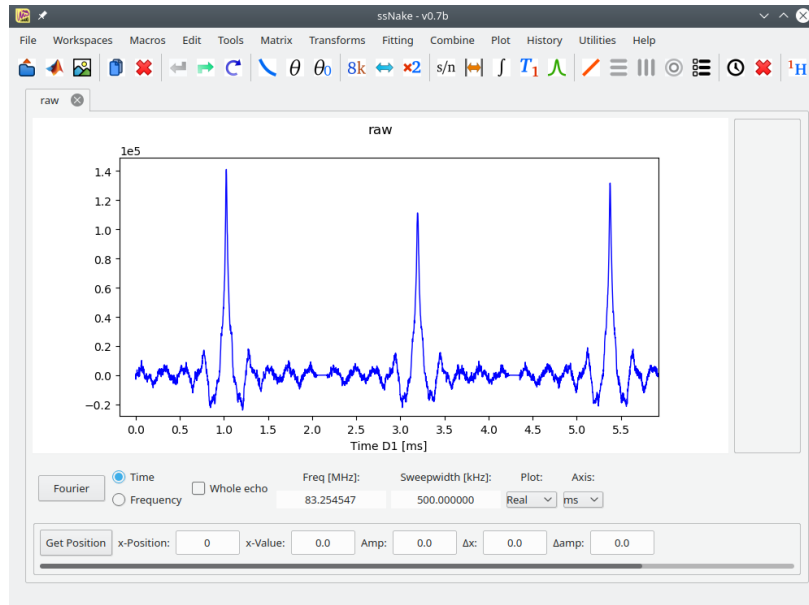 ssNake - v0.7b
File Workspaces Macros Edit Tools Matrix Transforms Fitting Combine Plot History Utilities Help
θ θ0 8k ×2 s/n ∫ T1 1H
raw
raw
1e5
1.4
1.2
1.0
0.8
0.6
0.4
0.2
0.0
−0.2
0.0 0.5 1.0 1.5 2.0 2.5 3.0 3.5 4.0 4.5 5.0 5.5
Time D1 [ms]
Fourier
Time
Frequency
Whole echo
Freq [MHz]: Sweepwidth [kHz]: Plot: Axis:
83.254547 500.000000 Real ms
Get Position x-Position: 0 x-Value: 0.0 Amp: 0.0 Δx: 0.0 Δamp: 0.0